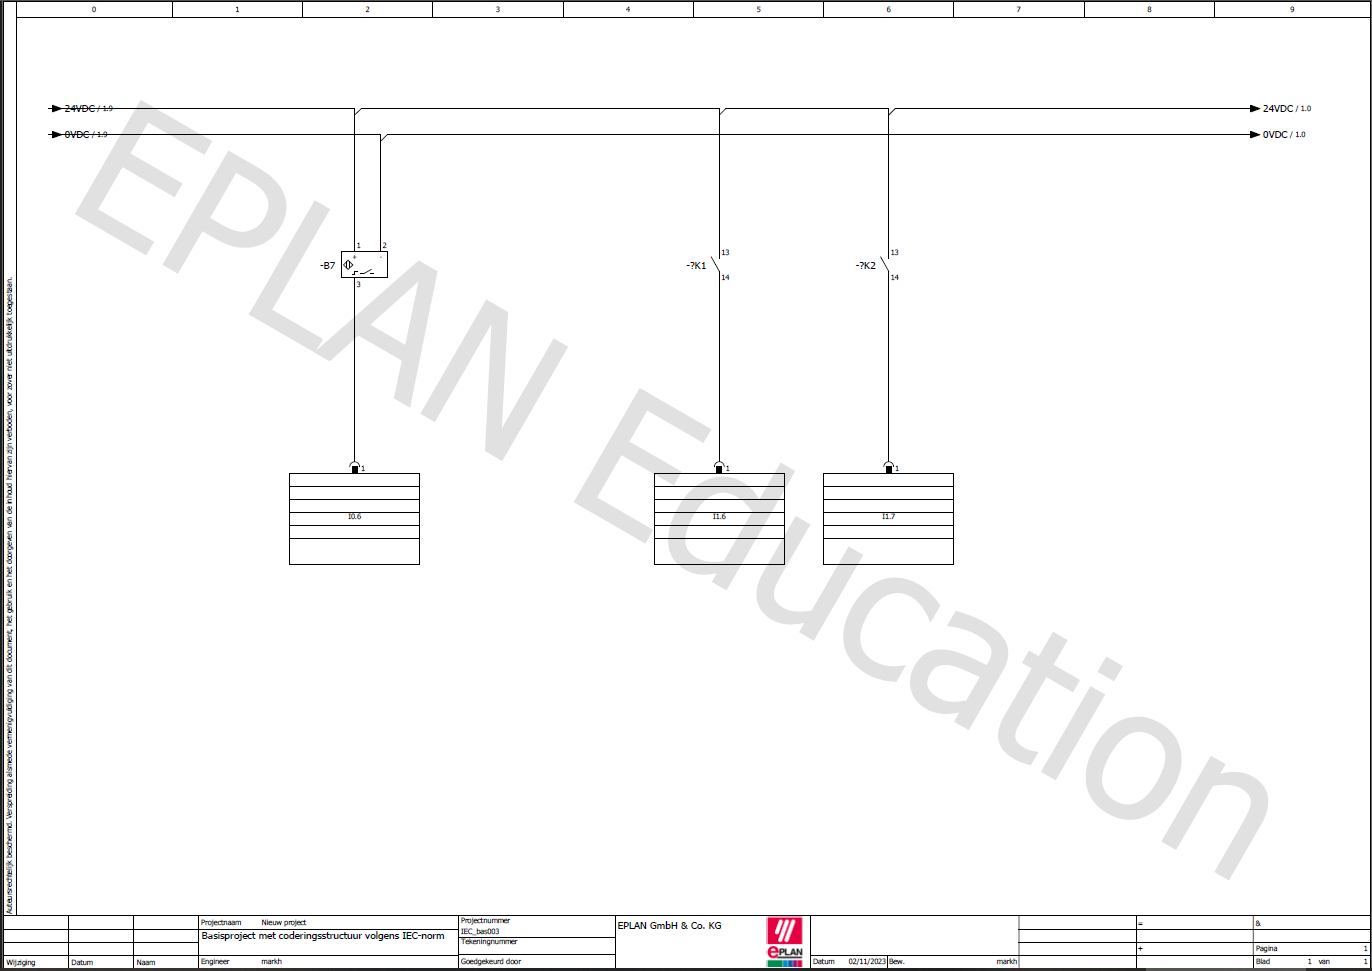 0 1 2 3 4 5 6 7 8 9
24VDC / 1.9
24VDC / 1.0
0VDC / 1.9
0VDC / 1.0
1 2
+ -
-B7
3
13
-?K1
14
13
-?K2
14
1
1
1
I0.6
I1.6
I1.7
EPLAN Education
Auteursrechtelijk beschermd. Verspreiding alsmede vermenigvuldiging van dit document, het gebruik en het doorgeven van de inhoud hiervan zijn verboden, voor zover niet uitdrukkelijk toegestaan.
Wijziging
Datum
Naam
Projectnaam Nieuw project
Basisproject met coderingsstructuur volgens IEC-norm
Engineer markh
Projectnummer
IEC_bas003
Tekeningnummer
Goedgekeurd door
EPLAN GmbH & Co. KG
ePLAN
Datum 02/11/2023 Bew. markh
=
+
&
Pagina 1
Blad 1 van 1